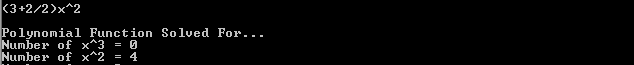 (3+2/2)x^2
Polynomial Function Solved For...
Number of x^3 = 0
Number of x^2 = 4